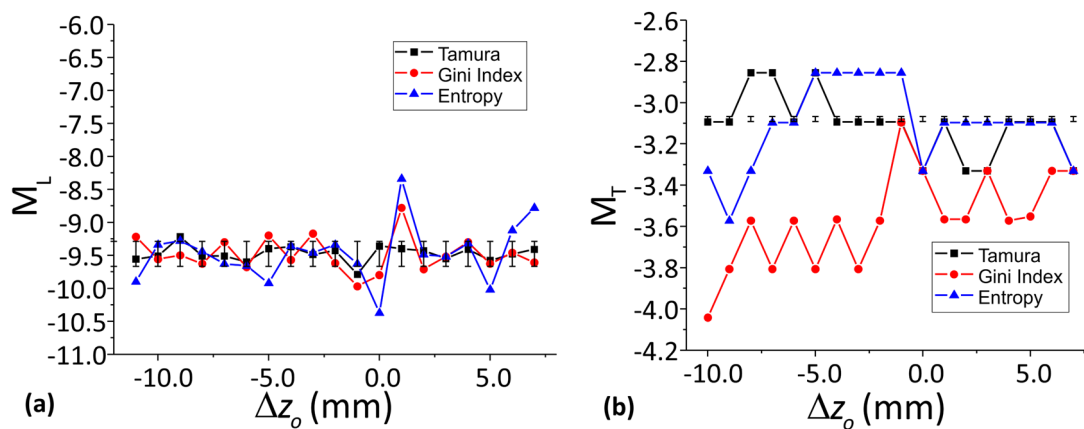 -6.0
-6.5
-7.0
-7.5
-8.0
-8.5
-9.0
-9.5
-10.0
-10.5
-11.0
M_L
Tamura
Gini Index
Entropy
-10.0 -5.0 0.0 5.0
(a) Δz_o (mm)
-2.6
-2.8
-3.0
-3.2
-3.4
-3.6
-3.8
-4.0
-4.2
M_T
Tamura
Gini Index
Entropy
-10.0 -5.0 0.0 5.0
(b) Δz_o (mm)